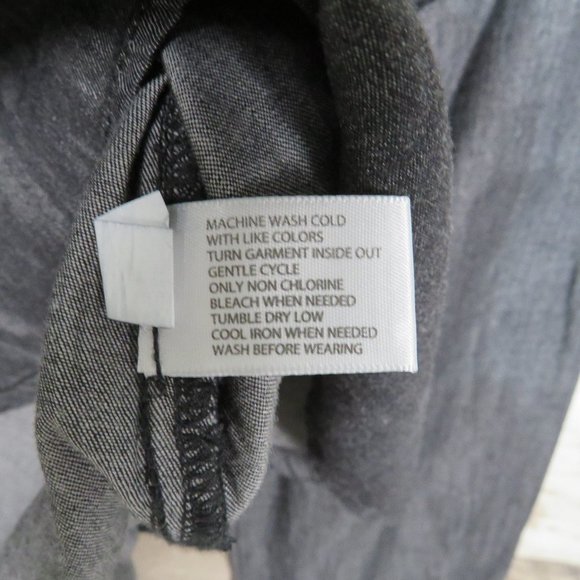 MACHINE WASH COLD
WITH LIKE COLORS
TURN GARMENT INSIDE OUT
GENTLE CYCLE
ONLY NON CHLORINE
BLEACH WHEN NEEDED
TUMBLE DRY LOW
COOL IRON WHEN NEEDED
WASH BEFORE WEARING